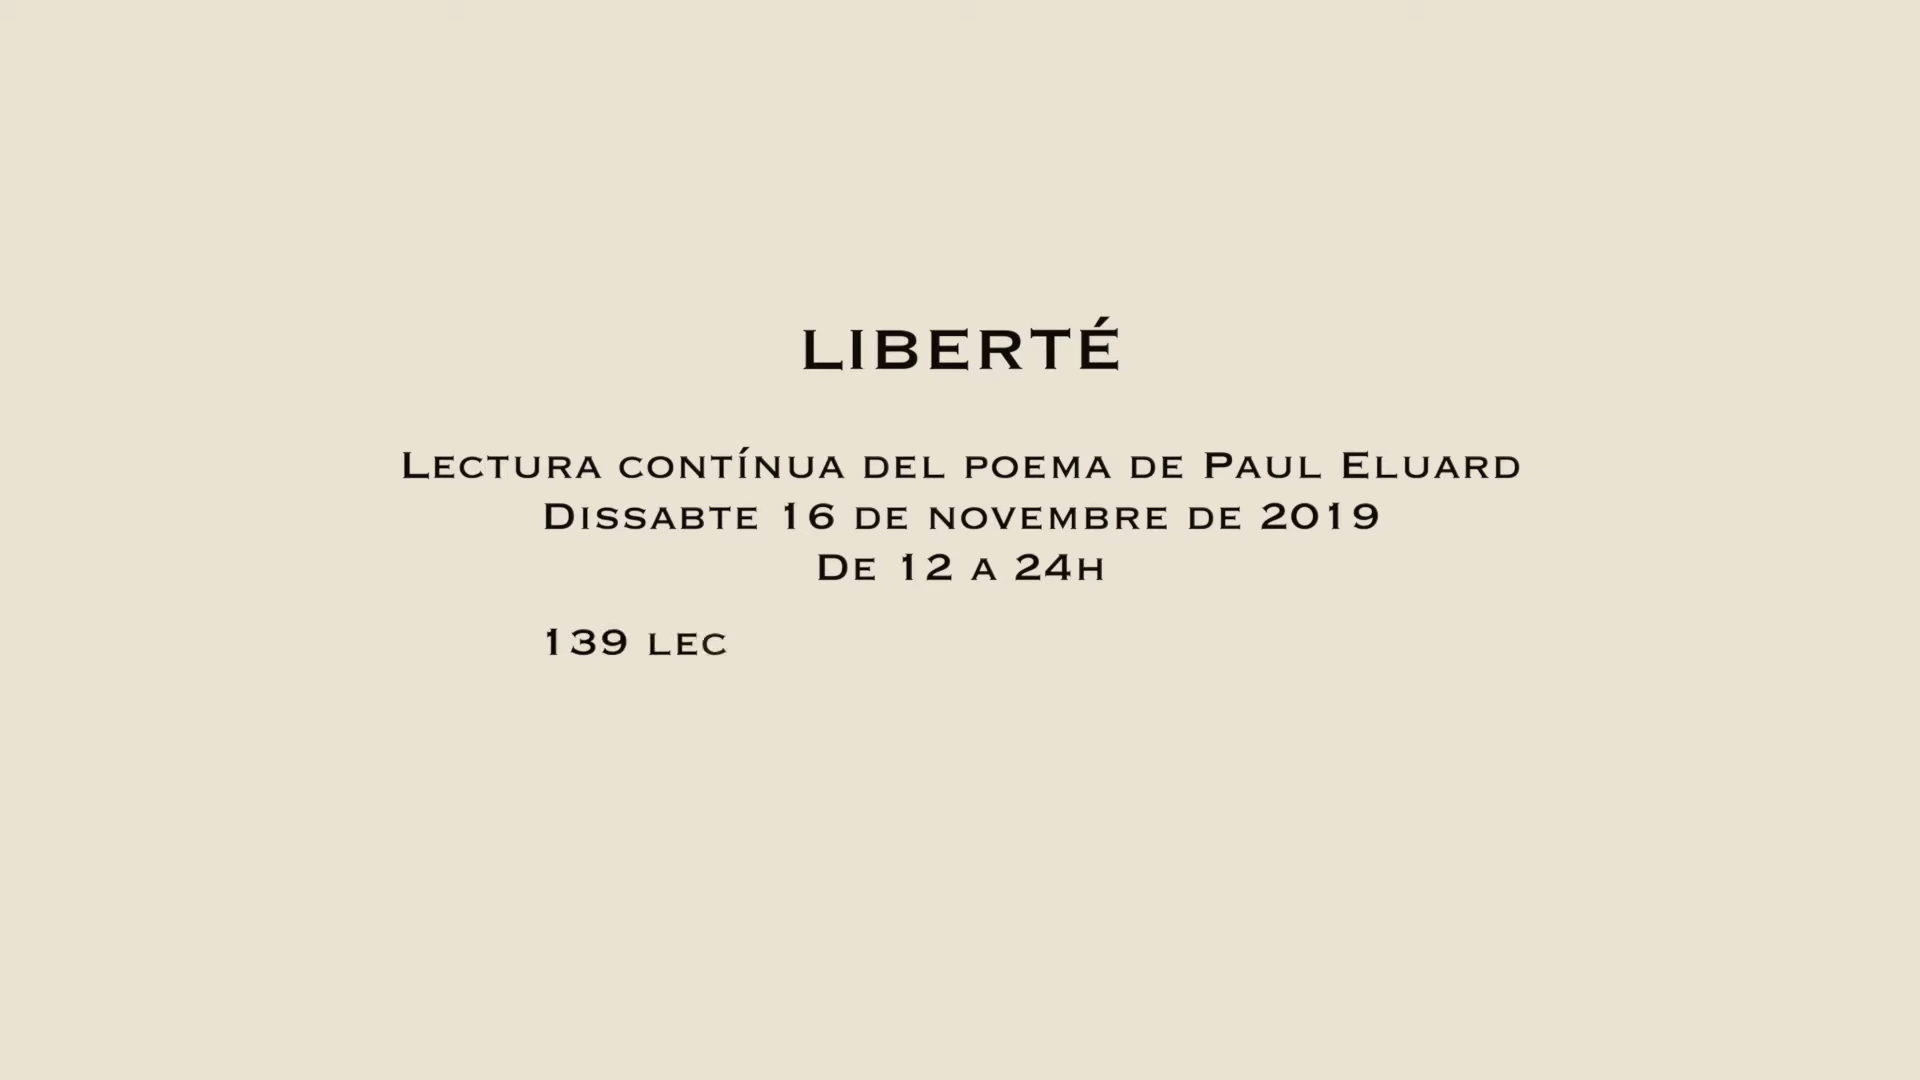 LIBERTÉ
Lectura contínua del poema de Paul Eluard
Dissabte 16 de novembre de 2019
De 12 a 24h
139 lec